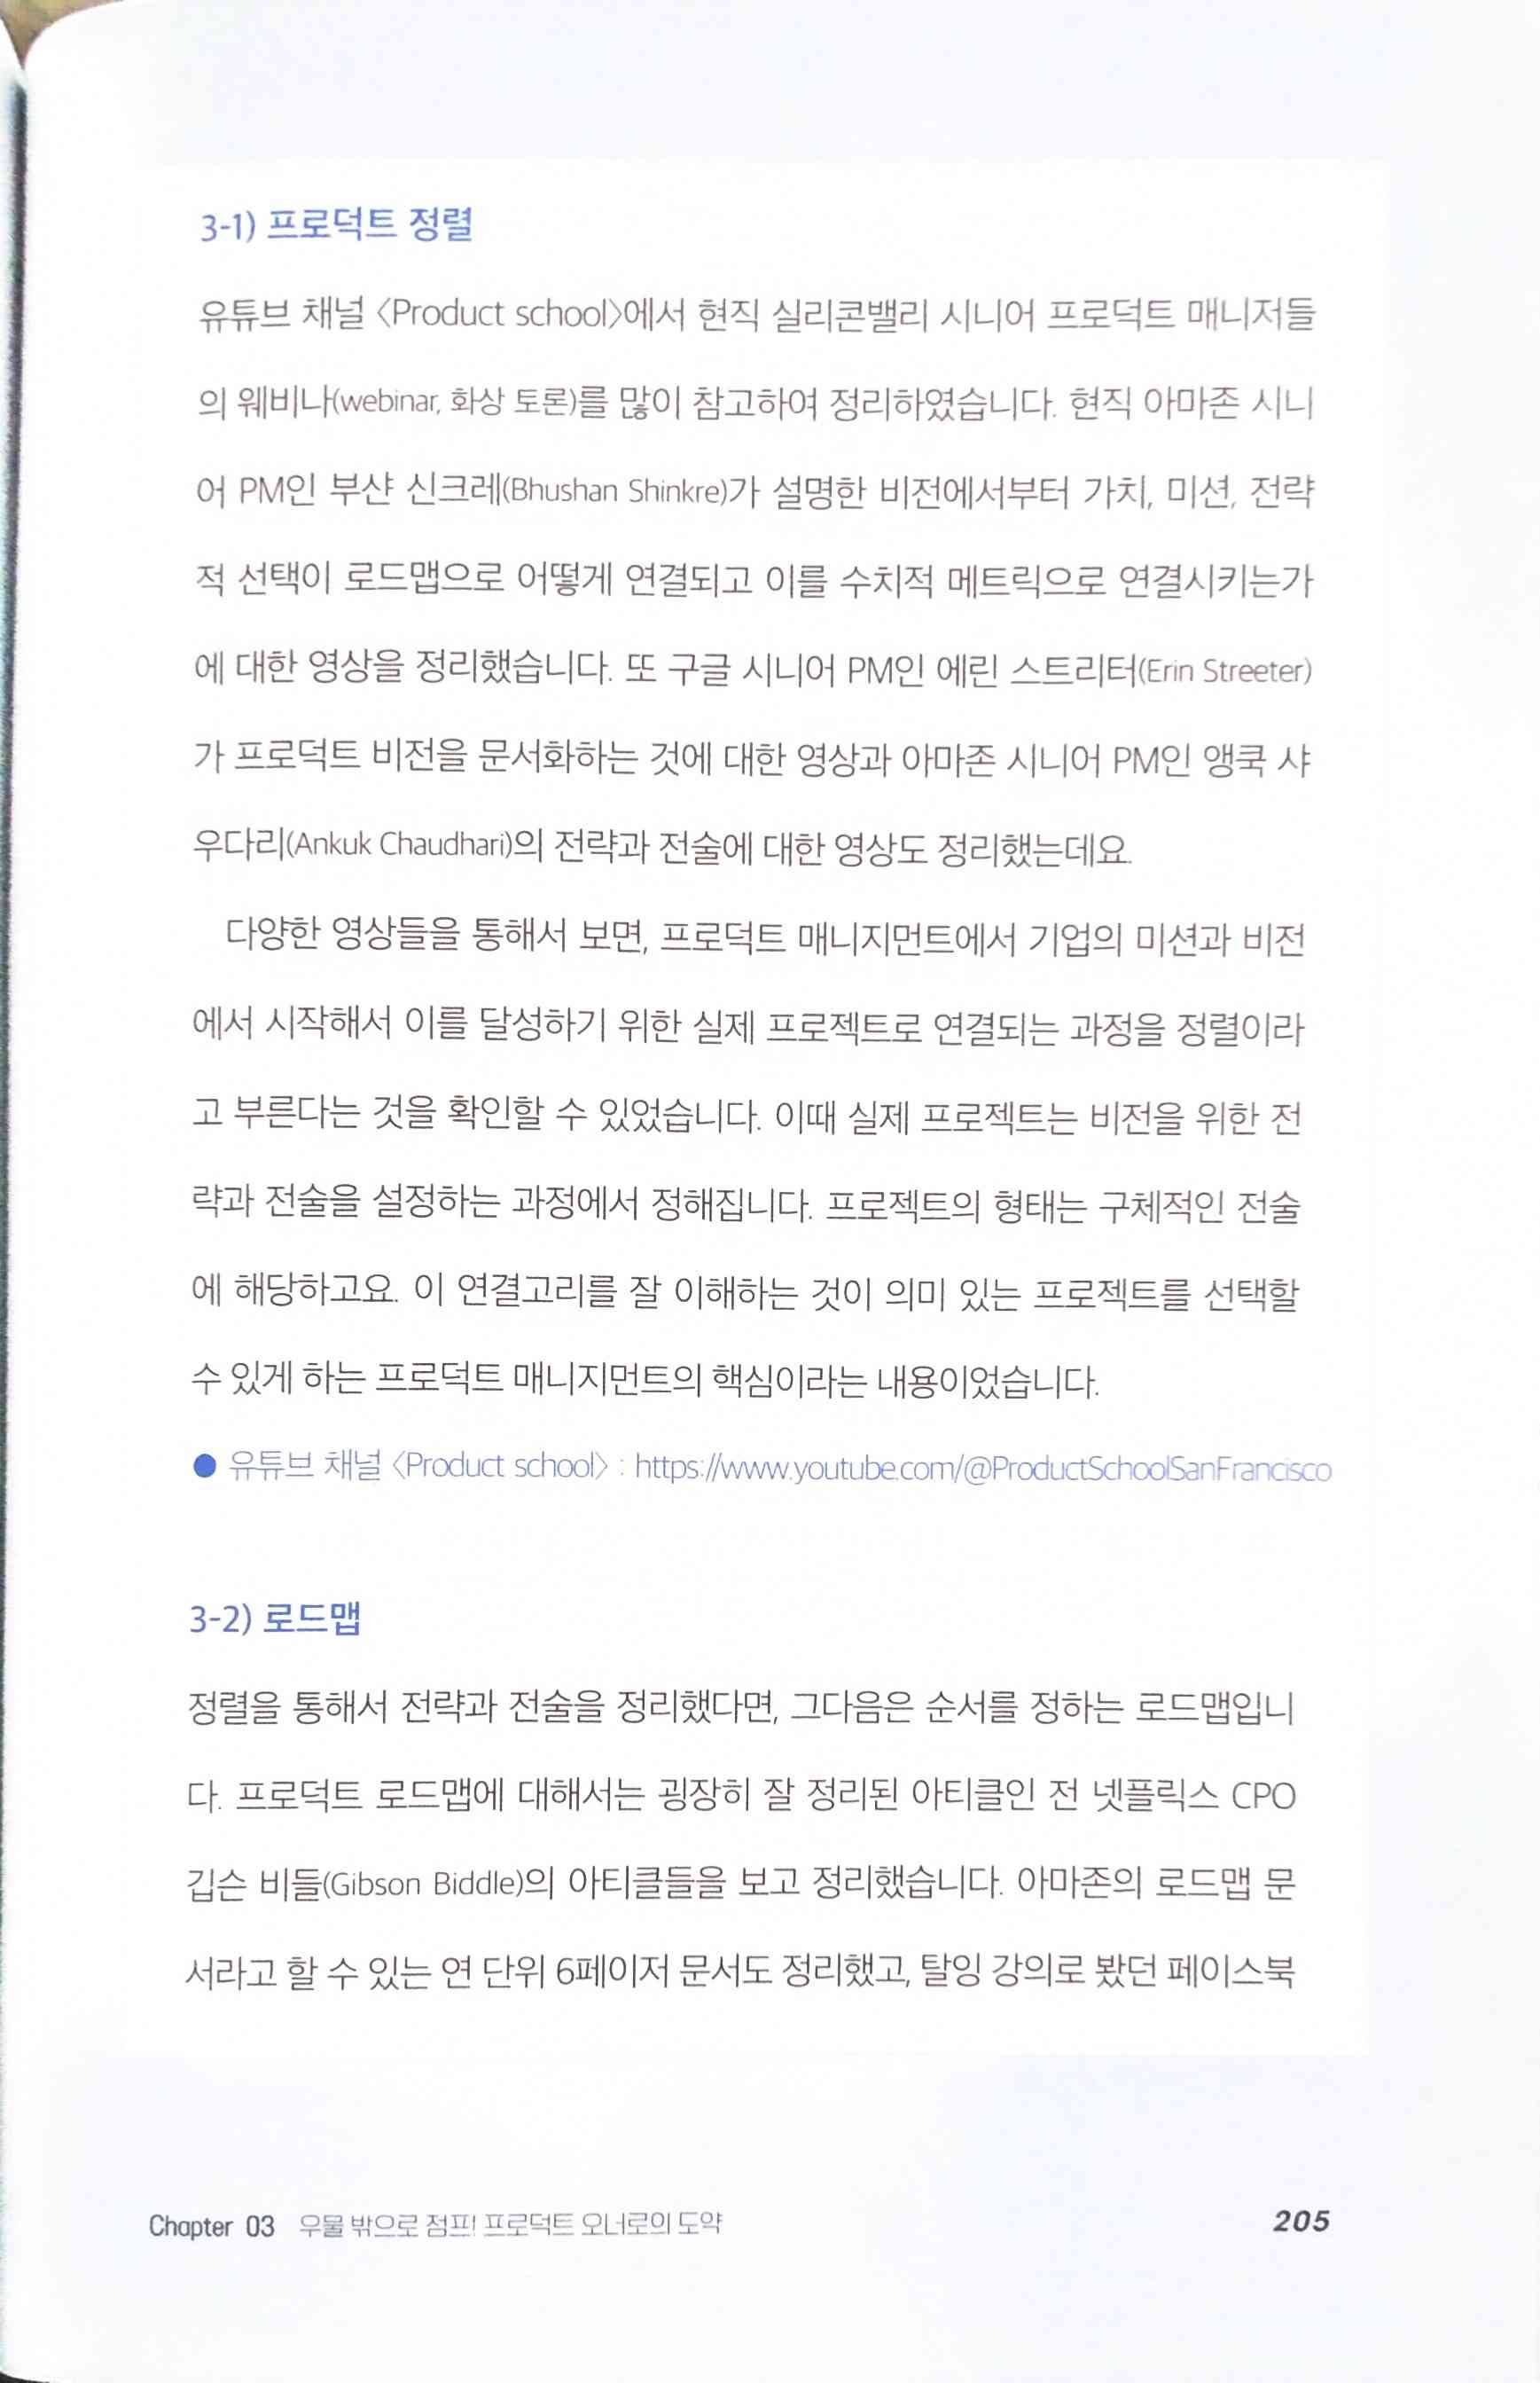 3-1) 프로덕트 정렬
유튜브 채널 〈Product school〉에서 현직 실리콘밸리 시니어 프로덕트 매니저들
의 웨비나(webinar, 화상 토론)를 많이 참고하여 정리하였습니다. 현직 아마존 시니
어 PM인 부샨 신크레(Bhushan Shinkre)가 설명한 비전에서부터 가치, 미션, 전략
적 선택이 로드맵으로 어떻게 연결되고 이를 수치적 메트릭으로 연결시키는가
에 대한 영상을 정리했습니다. 또 구글 시니어 PM인 에린 스트리터(Erin Streeter)
가 프로덕트 비전을 문서화하는 것에 대한 영상과 아마존 시니어 PM인 앵쿡 샤
우다리(Ankuk Chaudhari)의 전략과 전술에 대한 영상도 정리했는데요.
다양한 영상들을 통해서 보면, 프로덕트 매니지먼트에서 기업의 미션과 비전
에서 시작해서 이를 달성하기 위한 실제 프로젝트로 연결되는 과정을 정렬이라
고 부른다는 것을 확인할 수 있었습니다. 이때 실제 프로젝트는 비전을 위한 전
략과 전술을 설정하는 과정에서 정해집니다. 프로젝트의 형태는 구체적인 전술
에 해당하고요. 이 연결고리를 잘 이해하는 것이 의미 있는 프로젝트를 선택할
수 있게 하는 프로덕트 매니지먼트의 핵심이라는 내용이었습니다.
● 유튜브 채널 〈Product school〉 : https://www.youtube.com/@ProductSchoolSanFrancisco
3-2) 로드맵
정렬을 통해서 전략과 전술을 정리했다면, 그다음은 순서를 정하는 로드맵입니
다. 프로덕트 로드맵에 대해서는 굉장히 잘 정리된 아티클인 전 넷플릭스 CPO
깁슨 비들(Gibson Biddle)의 아티클들을 보고 정리했습니다. 아마존의 로드맵 문
서라고 할 수 있는 연 단위 6페이저 문서도 정리했고, 탈잉 강의로 봤던 페이스북
Chapter 03 우물 밖으로 점프! 프로덕트 오너로의 도약
205